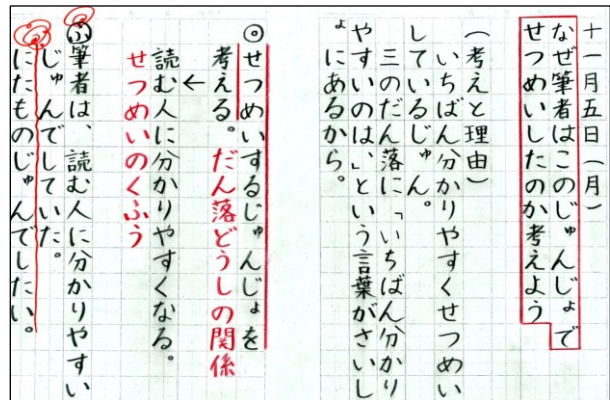 十一月五日(月)
なぜ筆者はこのじゅんじょで
せつめいしたのか考えよう
(考えと理由)
いちばん分かりやすくせつめい
しているじゅん。
三のだん落に「いちばん分かり
やすいのは、」という言葉がさいし
ょにあるから。
◎せつめいするじゅんじょを
考える。だん落どうしの関係
↓
読む人に分かりやすくなる。
せつめいのくふう
ふ筆者は、読む人に分かりやすい
じゅんでしていた。
にたものじゅんでしたい。